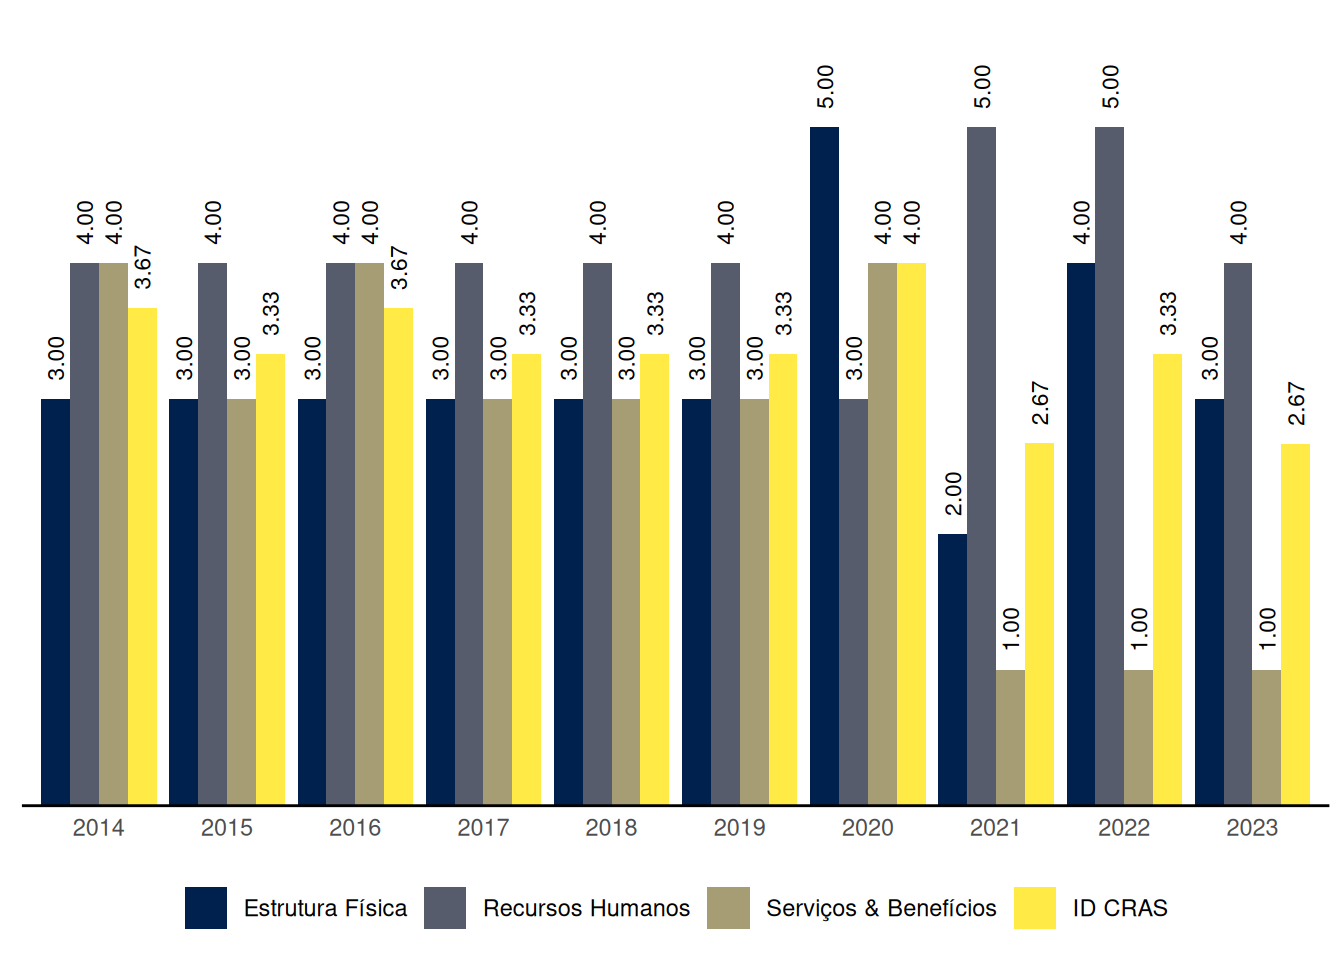 5.00 5.00 5.00
4.00 4.00 4.00 4.00 4.00 4.00 4.00 4.00 4.00 4.00 4.00 4.00
3.67 3.67
3.33 3.33 3.33 3.33 3.33
3.00 3.00 3.00 3.00 3.00 3.00 3.00 3.00 3.00 3.00 3.00 3.00
2.67 2.67
2.00
1.00 1.00 1.00
2014 2015 2016 2017 2018 2019 2020 2021 2022 2023
Estrutura Física Recursos Humanos Serviços & Benefícios ID CRAS